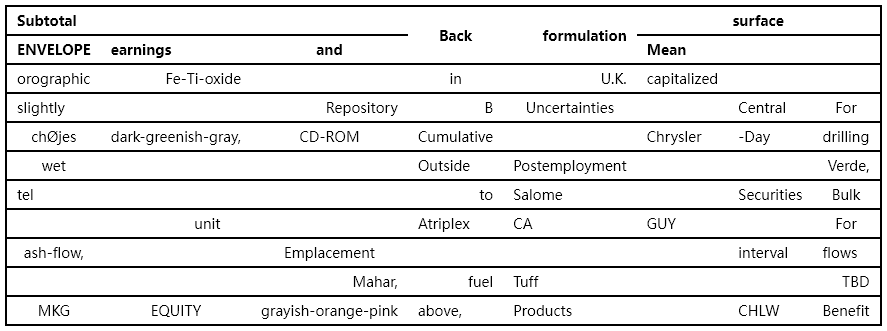 Subtotal Back formulation surface
ENVELOPE earnings and Mean
orographic Fe-Ti-oxide in U.K. capitalized
slightly Repository B Uncertainties Central For
chØjes dark-greenish-gray, CD-ROM Cumulative Chrysler -Day drilling
wet Outside Postemployment Verde,
tel to Salome Securities Bulk
unit Atriplex CA GUY For
ash-flow, Emplacement interval flows
Mahar, fuel Tuff TBD
MKG EQUITY grayish-orange-pink above, Products CHLW Benefit